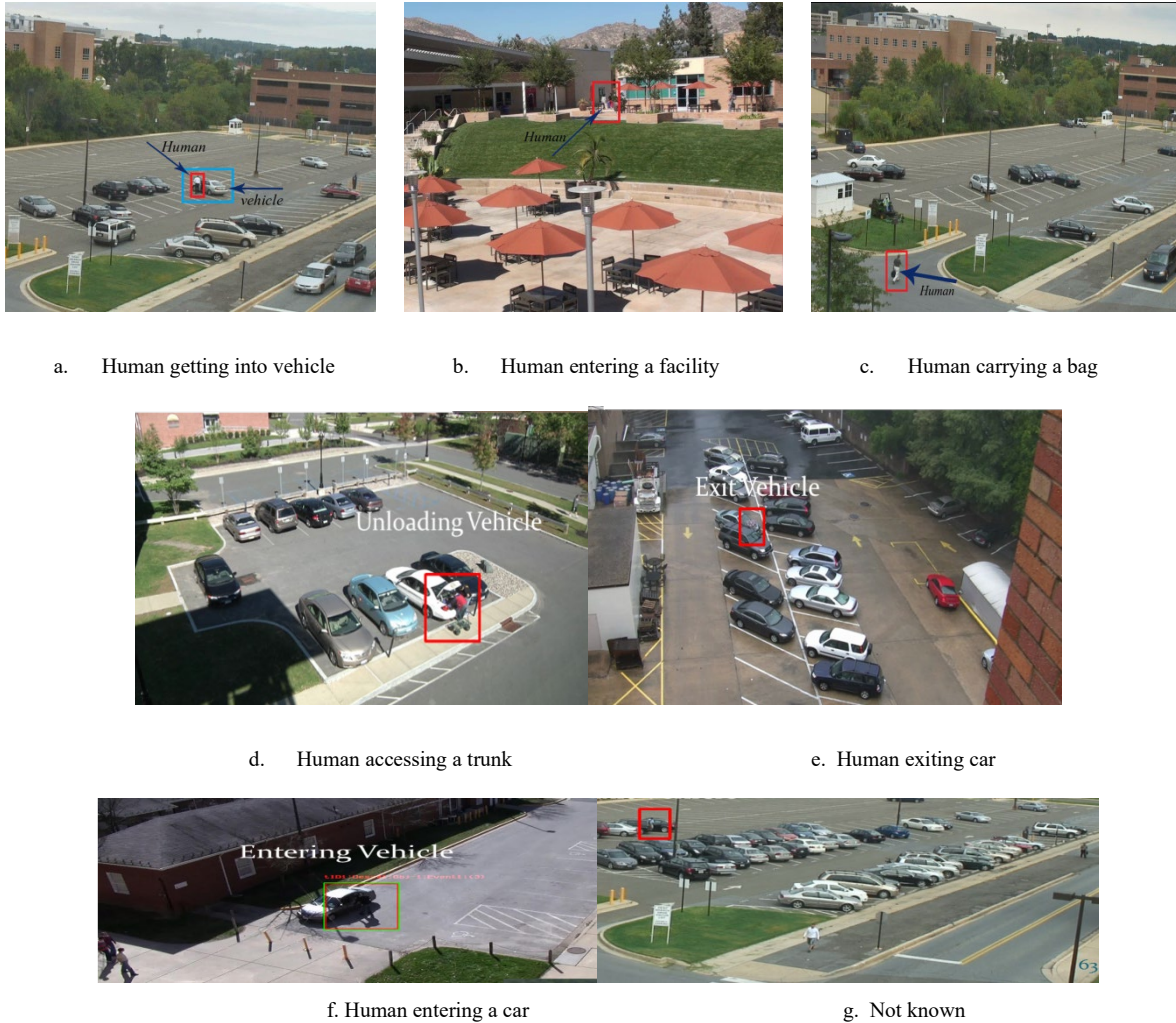 Human
vehicle
Human
Human
a. Human getting into vehicle
b. Human entering a facility
c. Human carrying a bag
Unloading Vehicle
Exit Vehicle
d. Human accessing a trunk
e. Human exiting car
Entering Vehicle
f. Human entering a car
g. Not known
63